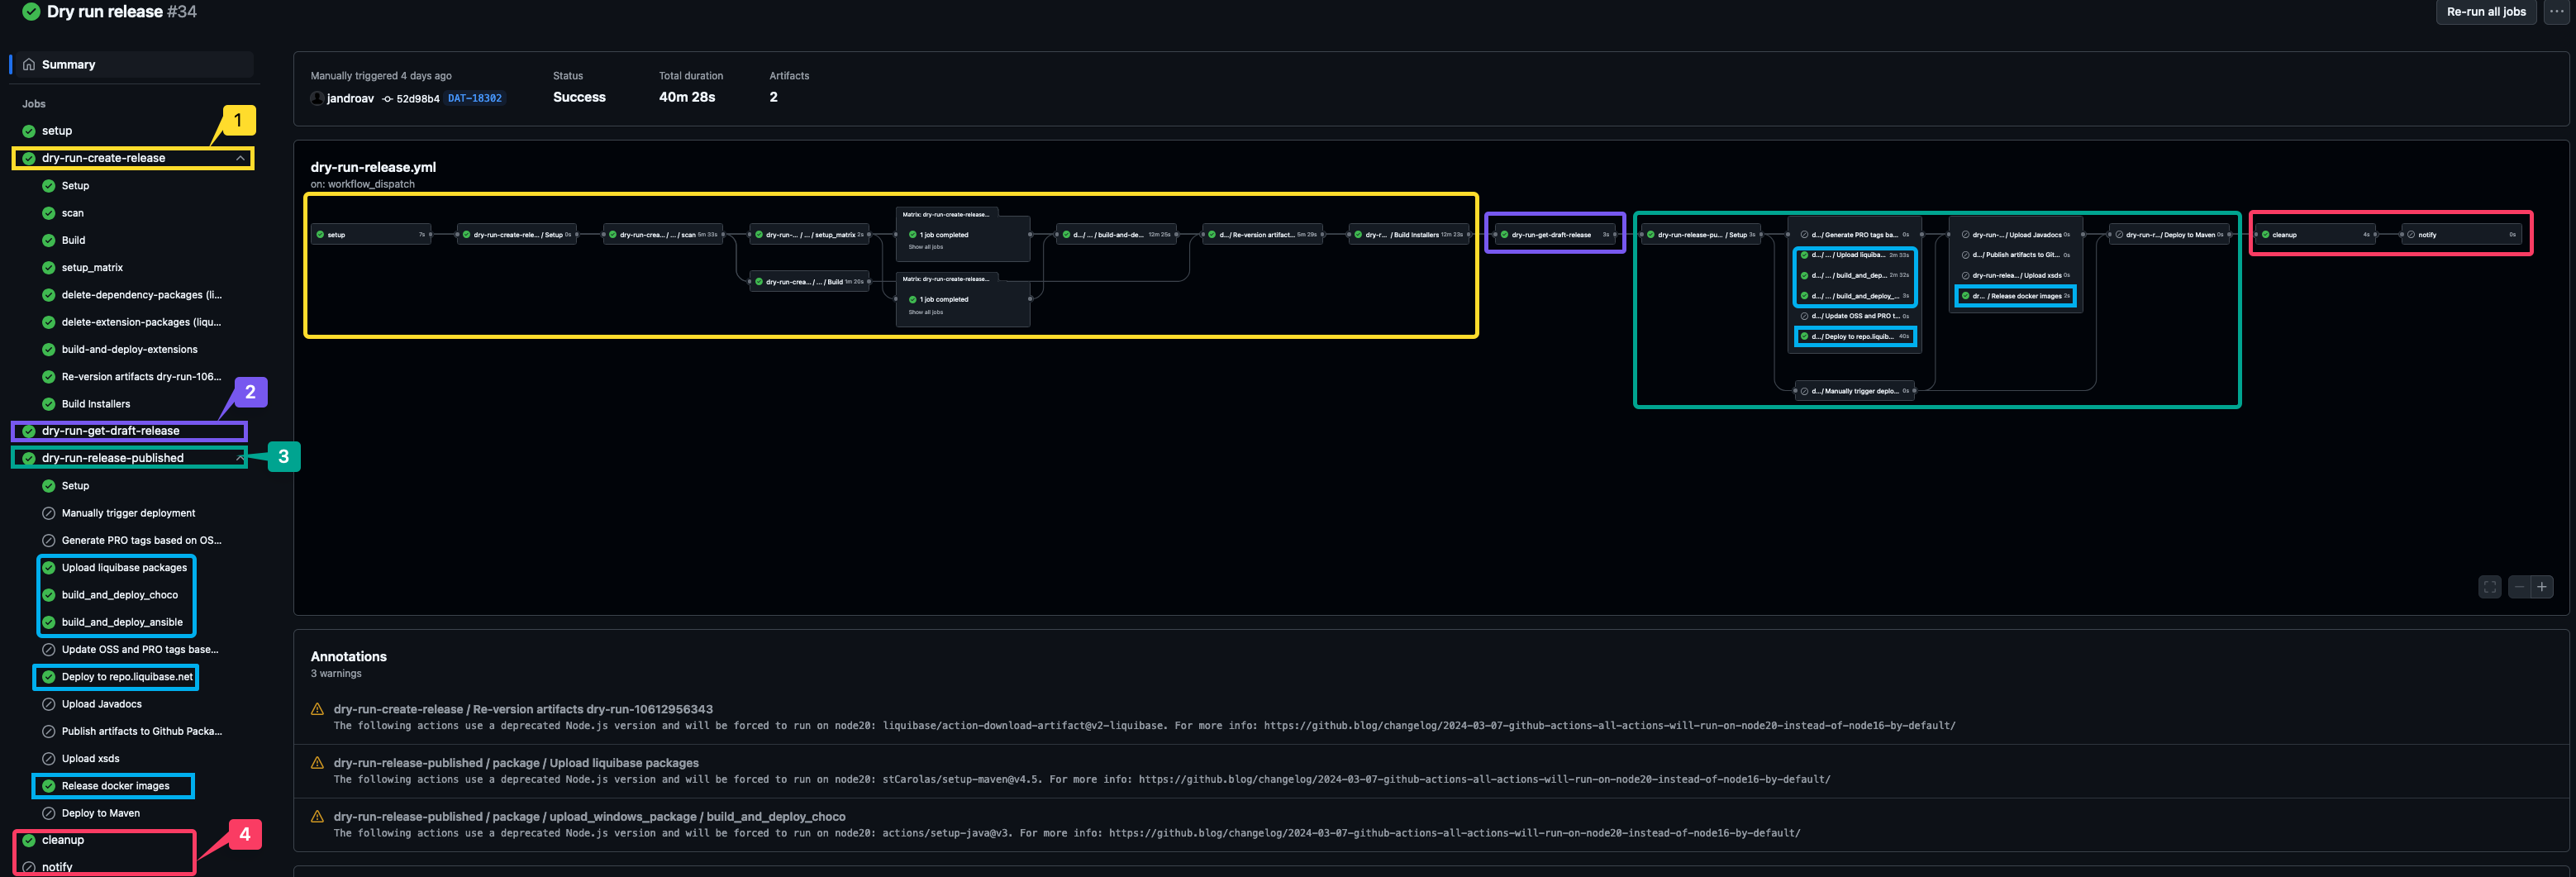 Dry run release #34
Re-run all jobs
Summary
Jobs
setup
1
dry-run-create-release
Setup
scan
Build
setup_matrix
delete-dependency-packages (li...
delete-extension-packages (liqu...
build-and-deploy-extensions
Re-version artifacts dry-run-106...
Build Installers
2
dry-run-get-draft-release
dry-run-release-published
3
Setup
Manually trigger deployment
Generate PRO tags based on OS...
Upload liquibase packages
build_and_deploy_choco
build_and_deploy_ansible
Update OSS and PRO tags base...
Deploy to repo.liquibase.net
Upload Javadocs
Publish artifacts to Github Packa...
Upload xsds
Release docker images
Deploy to Maven
cleanup
4
notify
Manually triggered 4 days ago
jandroav 52d98b4 DAT-18302
Status
Success
Total duration
40m 28s
Artifacts
2
dry-run-release.yml
on: workflow_dispatch
setup 7s
dry-run-create-rele... / Setup 0s
dry-run-crea... / ... / scan 5m 33s
dry-run-... / ... / setup_matrix 2s
dry-run-crea... / ... / Build 1m 20s
Matrix: dry-run-create-release...
1 job completed
Show all jobs
Matrix: dry-run-create-release...
1 job completed
Show all jobs
d... / ... / build-and-de... 12m 25s
d.../ Re-version artifact... 5m 29s
dry-r... / Build Installers 12m 23s
dry-run-get-draft-release 3s
dry-run-release-pu... / Setup 3s
d.../ Generate PRO tags ba... 0s
d... / ... / Upload liquiba... 2m 33s
d... / ... / build_and_dep... 2m 32s
d... / ... / build_and_deploy_... 3s
d.../ Update OSS and PRO t... 0s
d.../ Deploy to repo.liquib... 40s
d.../ Manually trigger deplo... 0s
dry-run-... / Upload Javadocs 0s
d.../ Publish artifacts to Git... 0s
dry-run-relea... / Upload xsds 0s
dr... / Release docker images 2s
dry-run-r.../ Deploy to Maven 0s
cleanup 4s
notify 0s
Annotations
3 warnings
dry-run-create-release / Re-version artifacts dry-run-10612956343
The following actions use a deprecated Node.js version and will be forced to run on node20: liquibase/action-download-artifact@v2-liquibase. For more info: https://github.blog/changelog/2024-03-07-github-actions-all-actions-will-run-on-node20-instead-of-node16-by-default/
dry-run-release-published / package / Upload liquibase packages
The following actions use a deprecated Node.js version and will be forced to run on node20: stCarolas/setup-maven@v4.5. For more info: https://github.blog/changelog/2024-03-07-github-actions-all-actions-will-run-on-node20-instead-of-node16-by-default/
dry-run-release-published / package / upload_windows_package / build_and_deploy_choco
The following actions use a deprecated Node.js version and will be forced to run on node20: actions/setup-java@v3. For more info: https://github.blog/changelog/2024-03-07-github-actions-all-actions-will-run-on-node20-instead-of-node16-by-default/